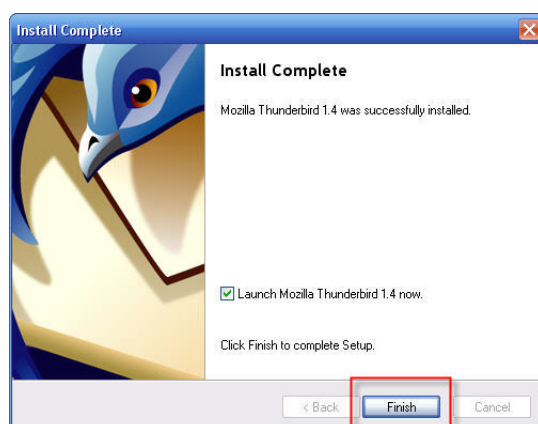 Install Complete
Install Complete
Mozilla Thunderbird 1.4 was successfully installed.
Launch Mozilla Thunderbird 1.4 now.
Click Finish to complete Setup.
< Back Finish Cancel